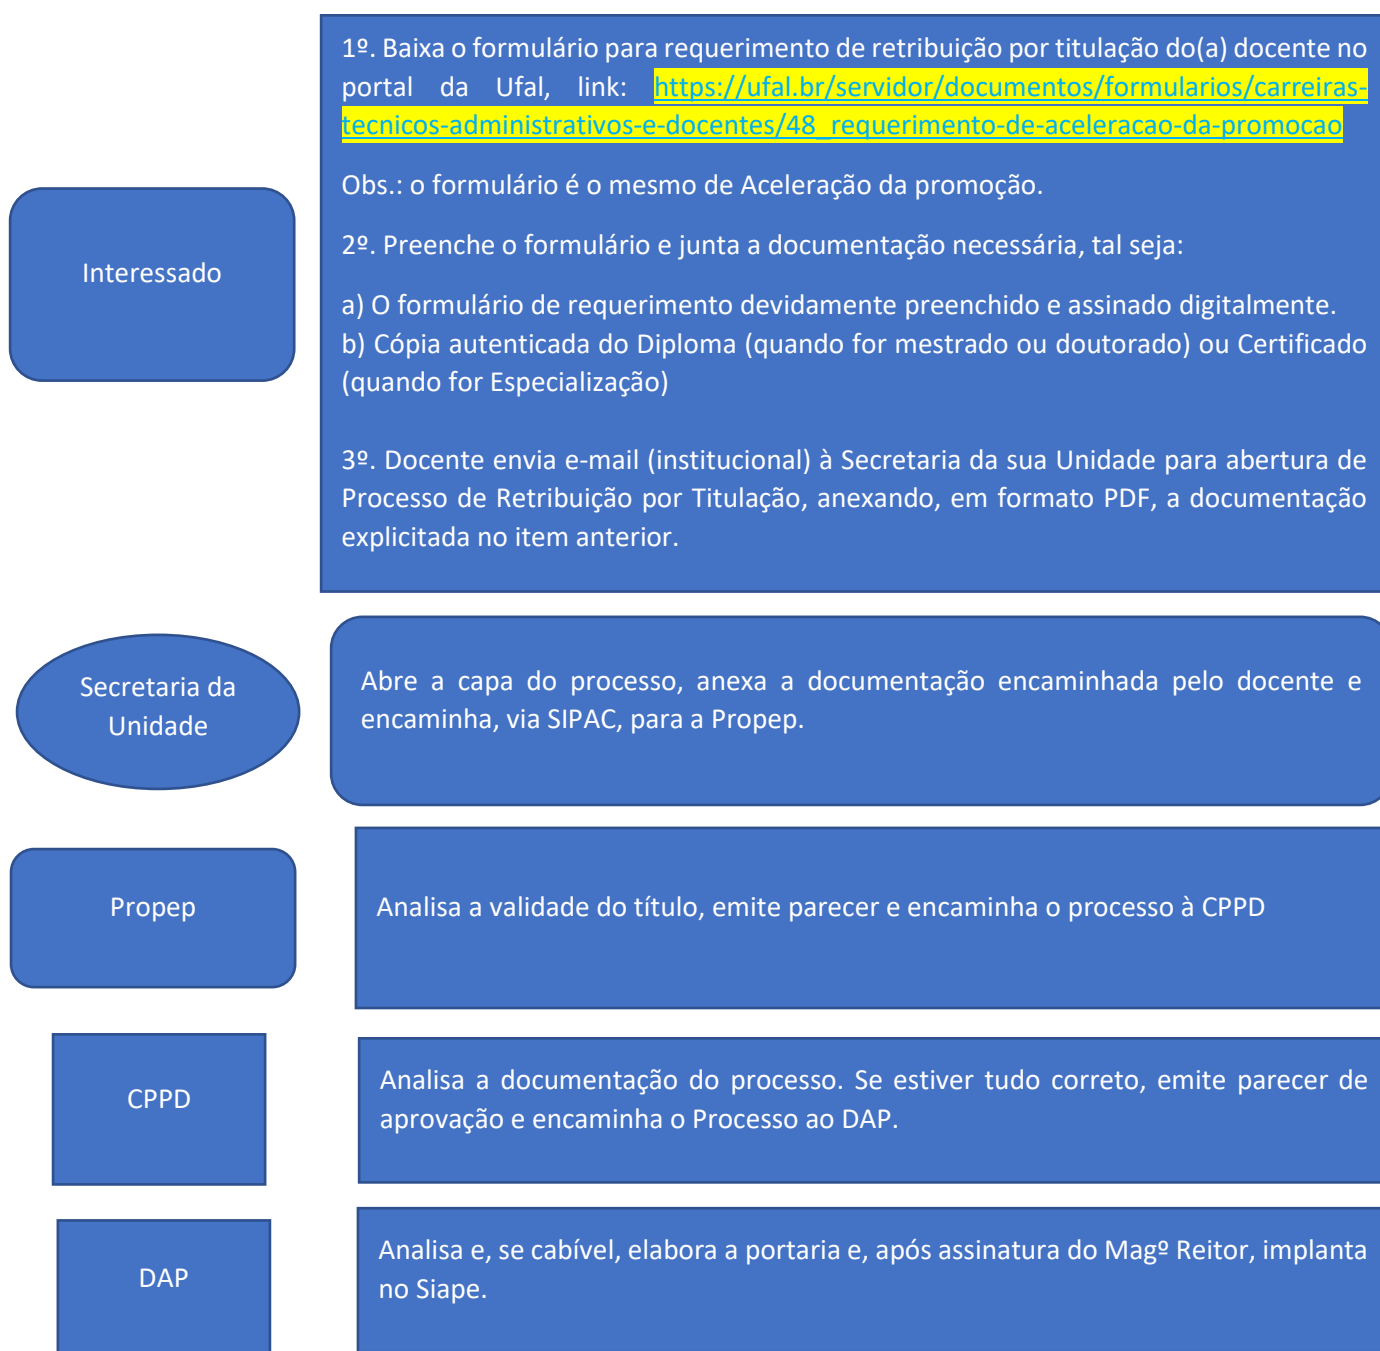 1º. Baixa o formulário para requerimento de retribuição por titulação do(a) docente no
portal da Ufal, link: https://ufal.br/servidor/documentos/formularios/carreiras-
tecnicos-administrativos-e-docentes/48_requerimento-de-aceleracao-da-promocao
Obs.: o formulário é o mesmo de Aceleração da promoção.
2º. Preenche o formulário e junta a documentação necessária, tal seja:
Interessado
a) O formulário de requerimento devidamente preenchido e assinado digitalmente.
b) Cópia autenticada do Diploma (quando for mestrado ou doutorado) ou Certificado
(quando for Especialização)
3º. Docente envia e-mail (institucional) à Secretaria da sua Unidade para abertura de
Processo de Retribuição por Titulação, anexando, em formato PDF, a documentação
explicitada no item anterior.
Secretaria da
Unidade
Abre a capa do processo, anexa a documentação encaminhada pelo docente e
encaminha, via SIPAC, para a Propep.
Propep
Analisa a validade do título, emite parecer e encaminha o processo à CPPD
CPPD
Analisa a documentação do processo. Se estiver tudo correto, emite parecer de
aprovação e encaminha o Processo ao DAP.
DAP
Analisa e, se cabível, elabora a portaria e, após assinatura do Magº Reitor, implanta
no Siape.